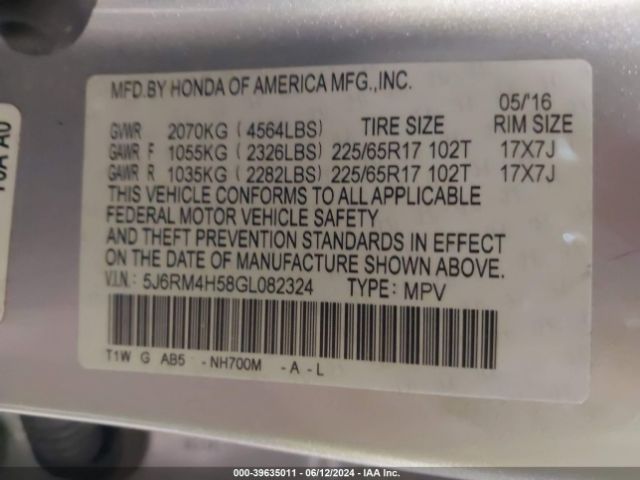 MFD.BY HONDA OF AMERICA MFG.,INC.
05/'16
GVWR 2070KG ( 4564LBS) TIRE SIZE RIM SIZE
GAWR F 1055KG ( 2326LBS) 225/65R17 102T 17X7J
GAWR R 1035KG ( 2282LBS) 225/65R17 102T 17X7J
THIS VEHICLE CONFORMS TO ALL APPLICABLE
FEDERAL MOTOR VEHICLE SAFETY
AND THEFT PREVENTION STANDARDS IN EFFECT
ON THE DATE OF MANUFACTURE SHOWN ABOVE.
V.I.N.: 5J6RM4H58GL082324 TYPE: MPV
T1W G AB5 -NH700M -A-L
000-39635011 - 06/12/2024 - IAA Inc.